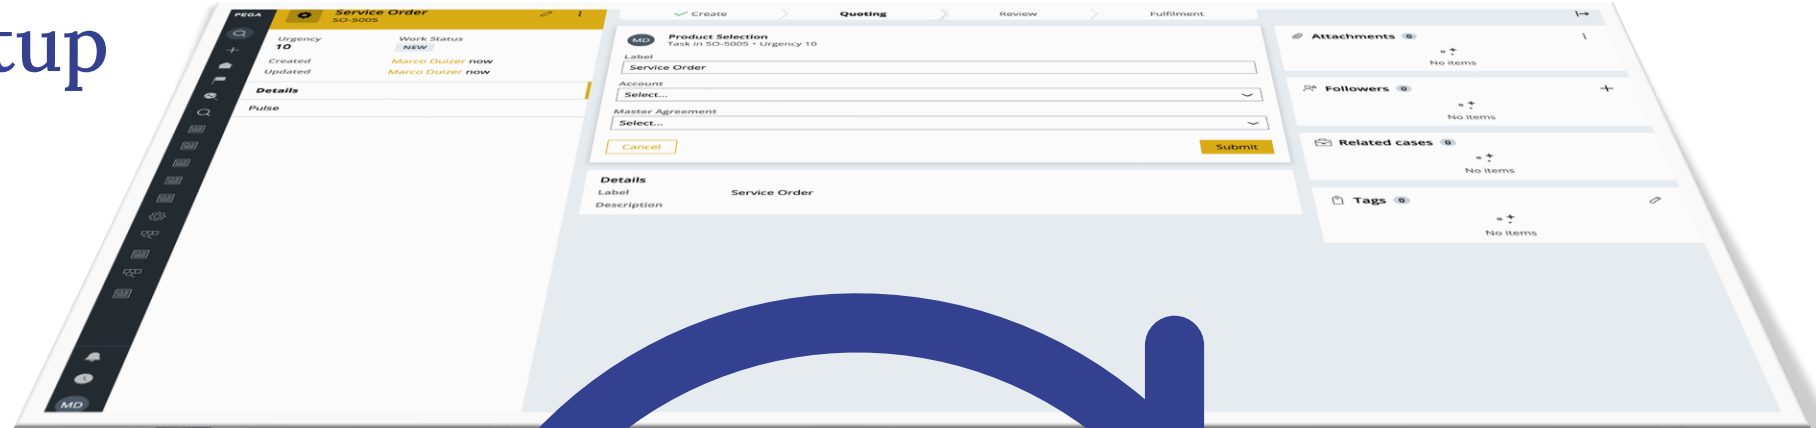 tup
PEGA
Service Order
SO-5005
Urgency
10
Work Status
NEW
Created
Marco Duizer now
Updated
Marco Duizer now
Details
Pulse
MD
Create
Quoting
Review
Fulfilment
MD
Product Selection
Task in SO-5005 • Urgency 10
Label
Service Order
Account
Select...
Master Agreement
Select...
Cancel
Submit
Details
Label
Service Order
Description
Attachments 0
No items
Followers 0
No items
Related cases 0
No items
Tags 0
No items